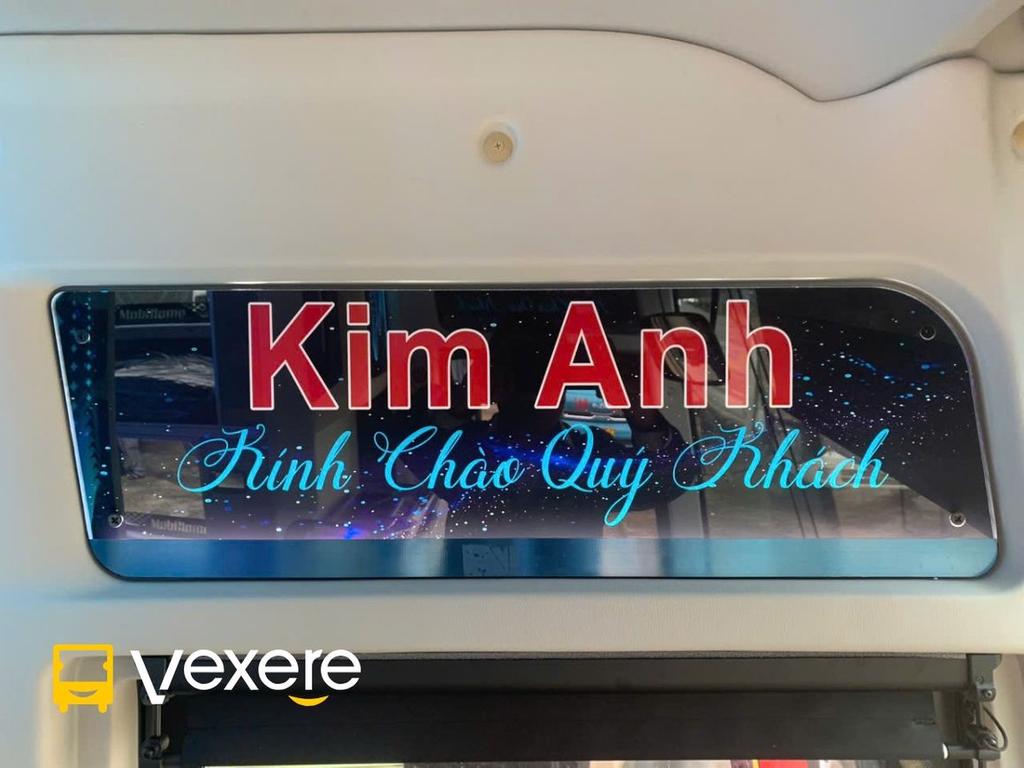 Kim Anh
Kính Chào Quý Khách
vexere